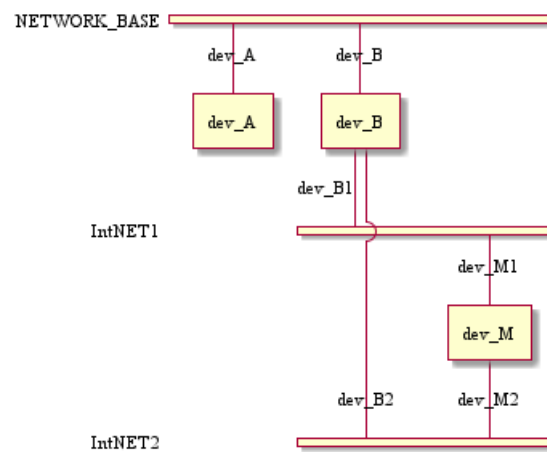 NETWORK_BASE
dev_A
dev_B
dev_A
dev_B
dev_B1
IntNET1
dev_M1
dev_M
dev_B2
dev_M2
IntNET2